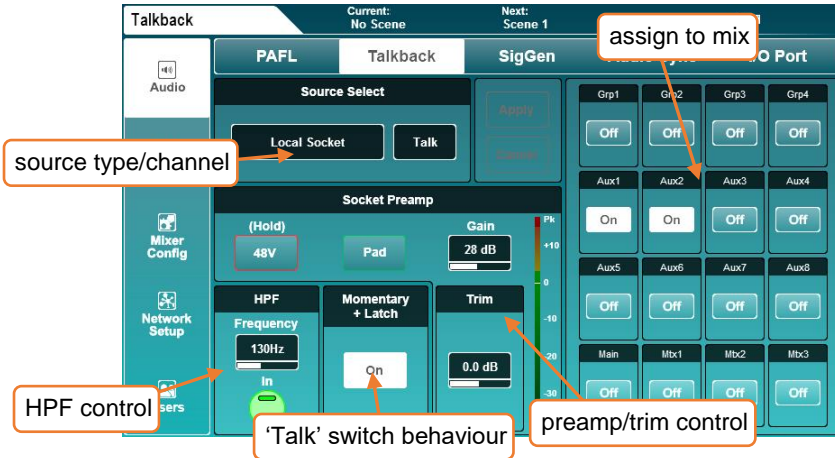 Talkback
Current:
No Scene
Next:
Scene 1
assign to mix
PAFL
Talkback
SigGen
I/O Port
Audio
Source Select
Apply
Cancel
Local Socket
Talk
source type/channel
Grp1
Grp2
Grp3
Grp4
Off
Off
Off
Off
Aux1
Aux2
Aux3
Aux4
On
On
Off
Off
Mixer
Config
Socket Preamp
(Hold)
48V
Pad
Gain
28 dB
Pk
+10
0
-10
-20
-30
Aux5
Aux6
Aux7
Aux8
Off
Off
Off
Off
Network
Setup
HPF
Frequency
130Hz
In
Momentary
+ Latch
On
Trim
0.0 dB
Main
Mtx1
Mtx2
Mtx3
Off
Off
Off
Off
HPF control
'Talk' switch behaviour
preamp/trim control